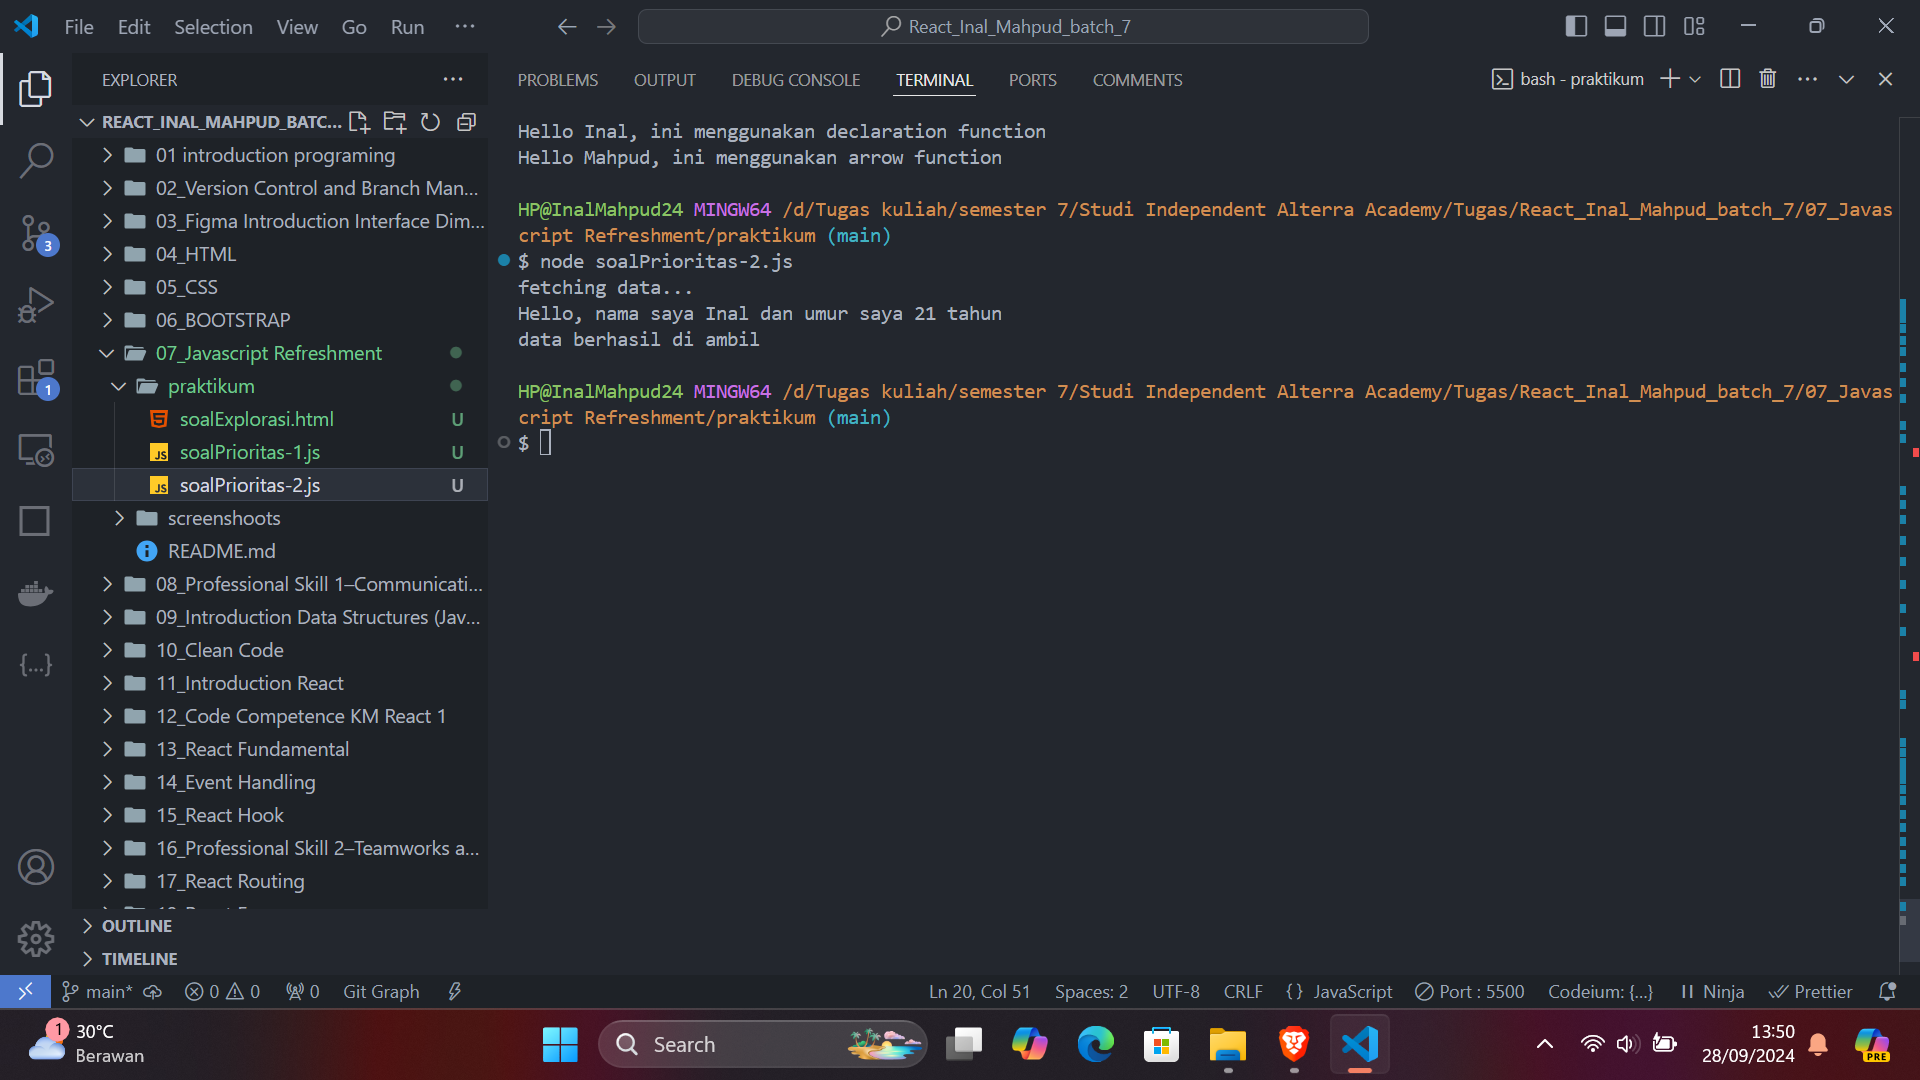 File Edit Selection View Go Run ···
React_Inal_Mahpud_batch_7
EXPLORER ···
REACT_INAL_MAHPUD_BATC...
01 introduction programing
02_Version Control and Branch Man...
03_Figma Introduction Interface Dim...
04_HTML
05_CSS
06_BOOTSTRAP
07_Javascript Refreshment
praktikum
soalExplorasi.html U
soalPrioritas-1.js U
soalPrioritas-2.js U
screenshoots
README.md
08_Professional Skill 1–Communicati...
09_Introduction Data Structures (Jav...
10_Clean Code
11_Introduction React
12_Code Competence KM React 1
13_React Fundamental
14_Event Handling
15_React Hook
16_Professional Skill 2–Teamworks a...
17_React Routing
OUTLINE
TIMELINE
3
1
PROBLEMS OUTPUT DEBUG CONSOLE TERMINAL PORTS COMMENTS
bash - praktikum
Hello Inal, ini menggunakan declaration function
Hello Mahpud, ini menggunakan arrow function
HP@InalMahpud24 MINGW64 /d/Tugas kuliah/semester 7/Studi Independent Alterra Academy/Tugas/React_Inal_Mahpud_batch_7/07_Javas
cript Refreshment/praktikum (main)
$ node soalPrioritas-2.js
fetching data...
Hello, nama saya Inal dan umur saya 21 tahun
data berhasil di ambil
HP@InalMahpud24 MINGW64 /d/Tugas kuliah/semester 7/Studi Independent Alterra Academy/Tugas/React_Inal_Mahpud_batch_7/07_Javas
cript Refreshment/praktikum (main)
$
main* 0 0 0 Git Graph
Ln 20, Col 51 Spaces: 2 UTF-8 CRLF {} JavaScript Port : 5500 Codeium: {...} Ninja Prettier
1
30°C
Berawan
Search
13:50
28/09/2024
PRE